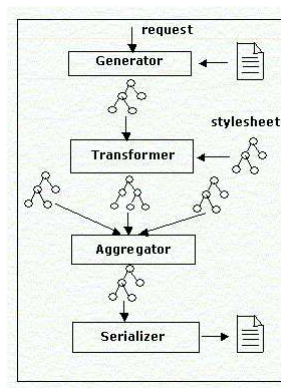 request
Generator
stylesheet
Transformer
Aggregator
Serializer